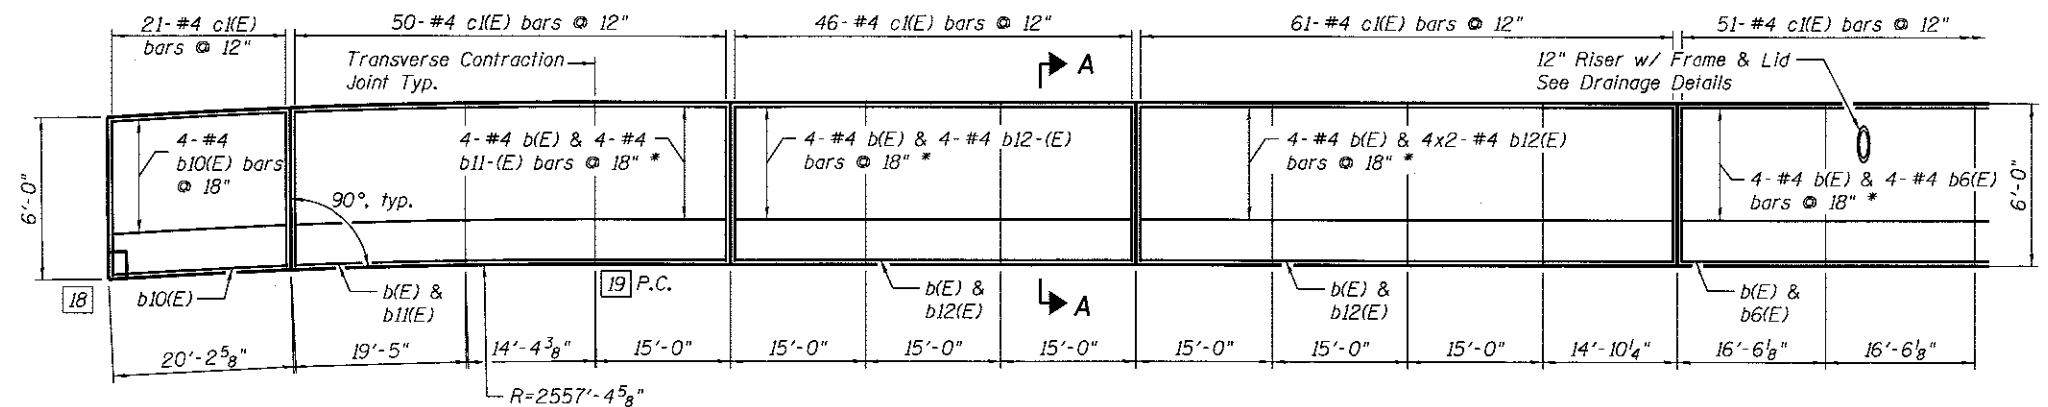 21-#4 c1(E)
bars @ 12"
50-#4 c1(E) bars @ 12"
46-#4 c1(E) bars @ 12"
61-#4 c1(E) bars @ 12"
51-#4 c1(E) bars @ 12"
Transverse Contraction
Joint Typ.
A
12" Riser w/ Frame & Lid
See Drainage Details
4-#4
b10(E) bars
@ 18"
4-#4 b(E) & 4-#4
b11-(E) bars @ 18" *
4-#4 b(E) & 4-#4 b12-(E)
bars @ 18" *
4-#4 b(E) & 4x2-#4 b12(E)
bars @ 18" *
4-#4 b(E) & 4-#4 b6(E)
bars @ 18" *
6'-0"
90°, typ.
6'-0"
18
b10(E)
b(E) &
b11(E)
19 P.C.
b(E) &
b12(E)
A
b(E) &
b12(E)
b(E) &
b6(E)
20'-2 5/8"
19'-5"
14'-4 3/8"
15'-0"
15'-0"
15'-0"
15'-0"
15'-0"
15'-0"
15'-0"
14'-10 1/4"
16'-6 1/8"
16'-6 1/8"
R=2557'-4 5/8"